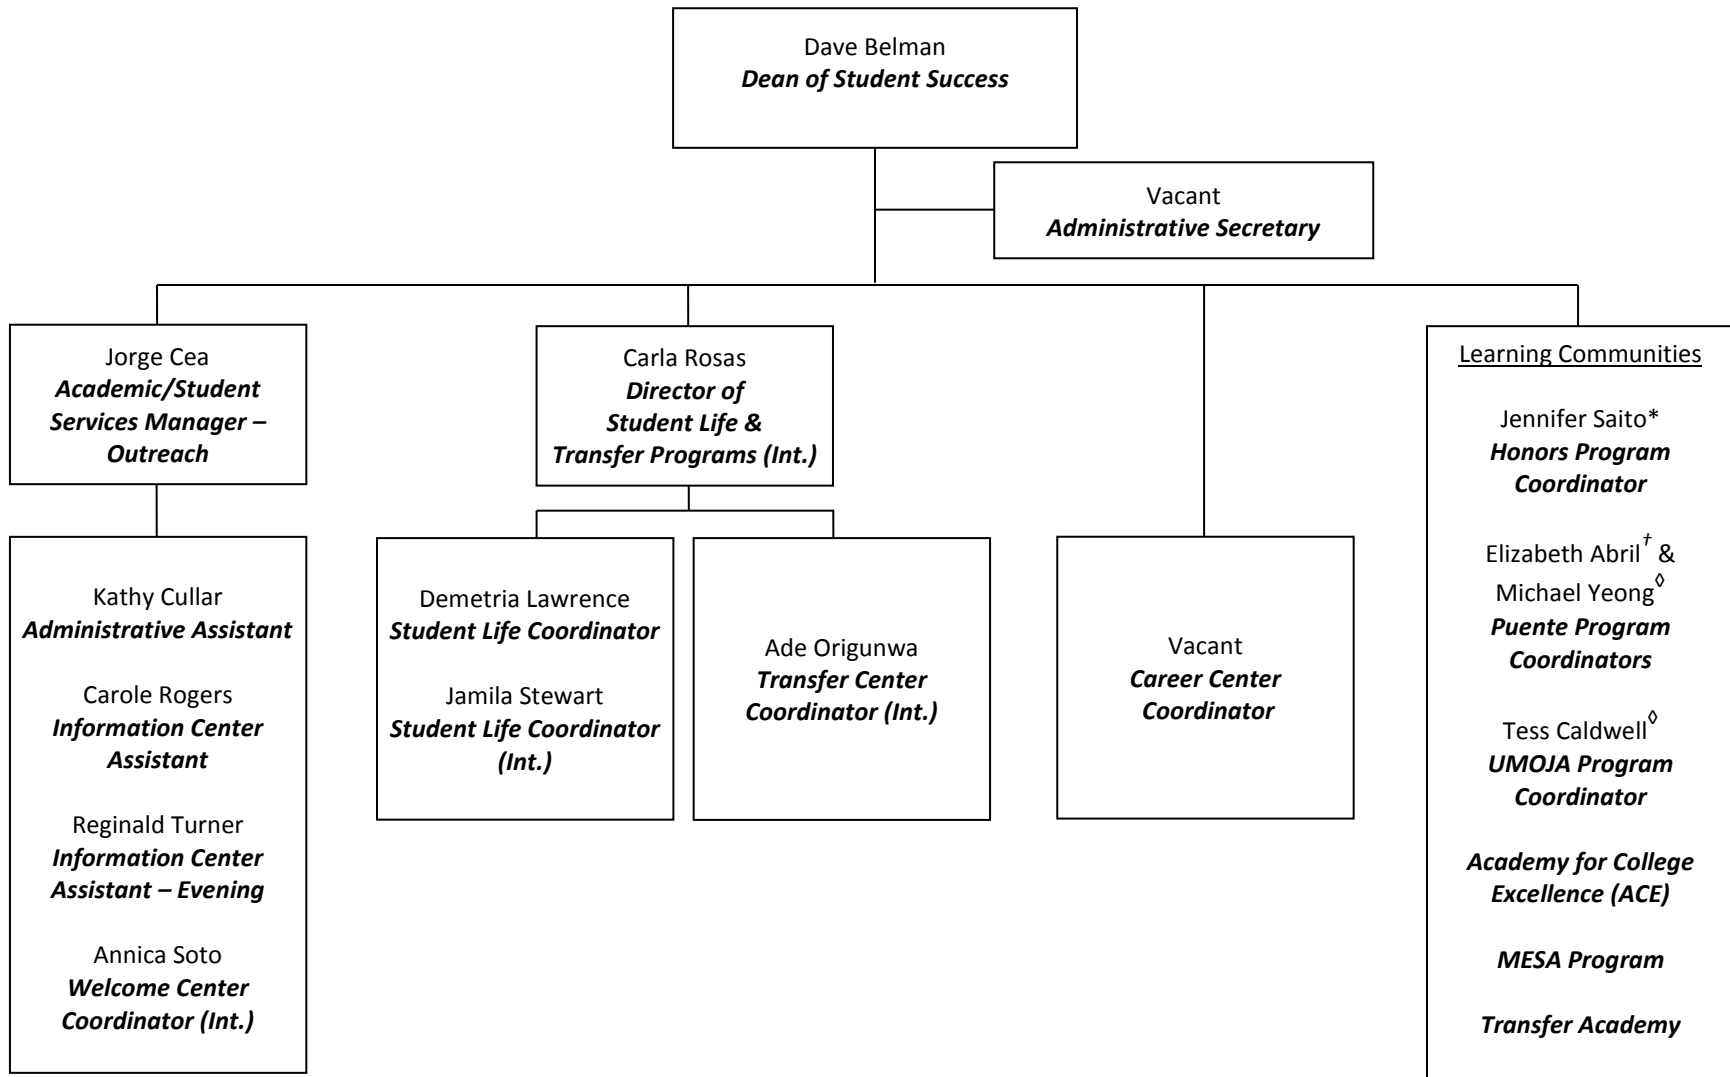 Dave Belman
Dean of Student Success
Vacant
Administrative Secretary
Jorge Cea
Academic/Student
Services Manager –
Outreach
Carla Rosas
Director of
Student Life &
Transfer Programs (Int.)
Learning Communities
Jennifer Saito*
Honors Program
Coordinator
Elizabeth Abril† &
Michael Yeong◊
Puente Program
Coordinators
Tess Caldwell◊
UMOJA Program
Coordinator
Academy for College
Excellence (ACE)
MESA Program
Transfer Academy
Kathy Cullar
Administrative Assistant
Carole Rogers
Information Center
Assistant
Reginald Turner
Information Center
Assistant – Evening
Annica Soto
Welcome Center
Coordinator (Int.)
Demetria Lawrence
Student Life Coordinator
Jamila Stewart
Student Life Coordinator
(Int.)
Ade Origunwa
Transfer Center
Coordinator (Int.)
Vacant
Career Center
Coordinator